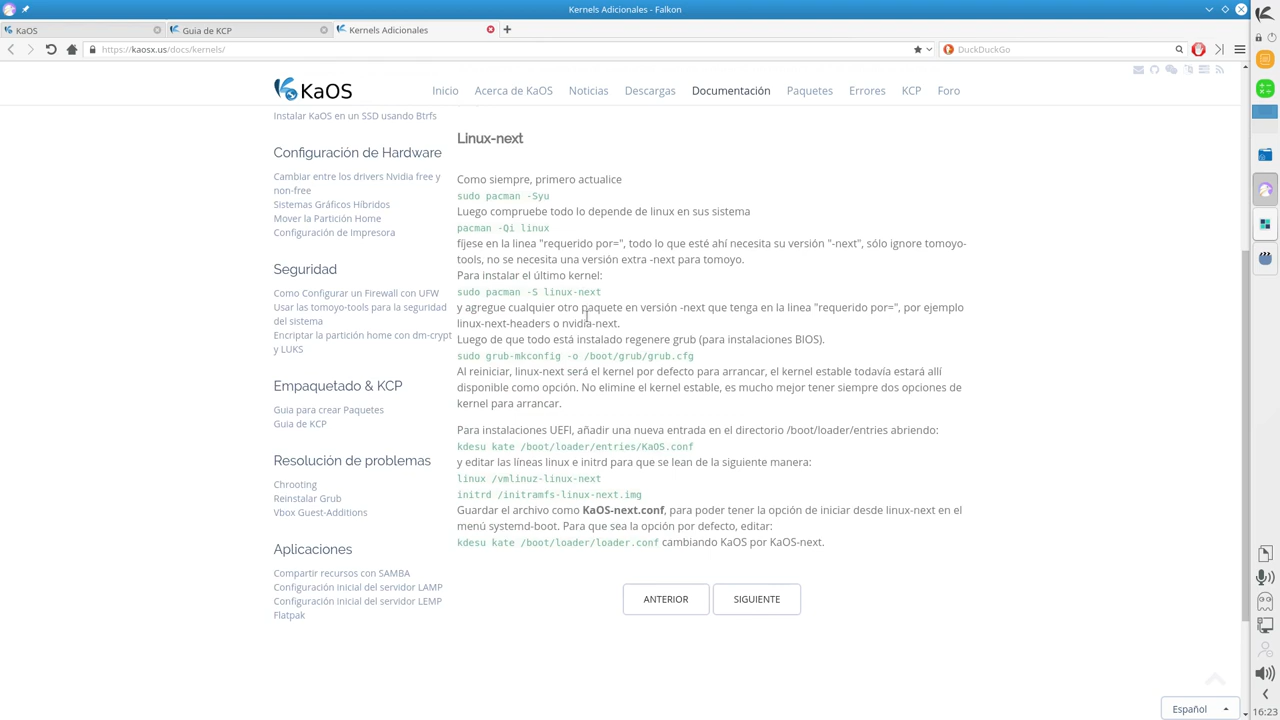 Kernels Adicionales - Falkon
KaOS
Guia de KCP
Kernels Adicionales
https://kaosx.us/docs/kernels/
DuckDuckGo
KaOS
Inicio
Acerca de KaOS
Noticias
Descargas
Documentación
Paquetes
Errores
KCP
Foro
Instalar KaOS en un SSD usando Btrfs
Configuración de Hardware
Cambiar entre los drivers Nvidia free y
non-free
Sistemas Gráficos Híbridos
Mover la Partición Home
Configuración de Impresora
Seguridad
Como Configurar un Firewall con UFW
Usar las tomoyo-tools para la seguridad
del sistema
Encriptar la partición home con dm-crypt
y LUKS
Empaquetado & KCP
Guia para crear Paquetes
Guia de KCP
Resolución de problemas
Chrooting
Reinstalar Grub
Vbox Guest-Additions
Aplicaciones
Compartir recursos con SAMBA
Configuración inicial del servidor LAMP
Configuración inicial del servidor LEMP
Flatpak
Linux-next
Como siempre, primero actualice
sudo pacman -Syu
Luego compruebe todo lo depende de linux en sus sistema
pacman -Qi linux
fíjese en la linea "requerido por=", todo lo que esté ahí necesita su versión "-next", sólo ignore tomoyo-
tools, no se necesita una versión extra -next para tomoyo.
Para instalar el último kernel:
sudo pacman -S linux-next
y agregue cualquier otro paquete en versión -next que tenga en la linea "requerido por=", por ejemplo
linux-next-headers o nvidia-next.
Luego de que todo está instalado regenere grub (para instalaciones BIOS).
sudo grub-mkconfig -o /boot/grub/grub.cfg
Al reiniciar, linux-next será el kernel por defecto para arrancar, el kernel estable todavía estará allí
disponible como opción. No elimine el kernel estable, es mucho mejor tener siempre dos opciones de
kernel para arrancar.
Para instalaciones UEFI, añadir una nueva entrada en el directorio /boot/loader/entries abriendo:
kdesu kate /boot/loader/entries/KaOS.conf
y editar las líneas linux e initrd para que se lean de la siguiente manera:
linux /vmlinuz-linux-next
initrd /initramfs-linux-next.img
Guardar el archivo como KaOS-next.conf, para poder tener la opción de iniciar desde linux-next en el
menú systemd-boot. Para que sea la opción por defecto, editar:
kdesu kate /boot/loader/loader.conf cambiando KaOS por KaOS-next.
ANTERIOR
SIGUIENTE
Español
16:23